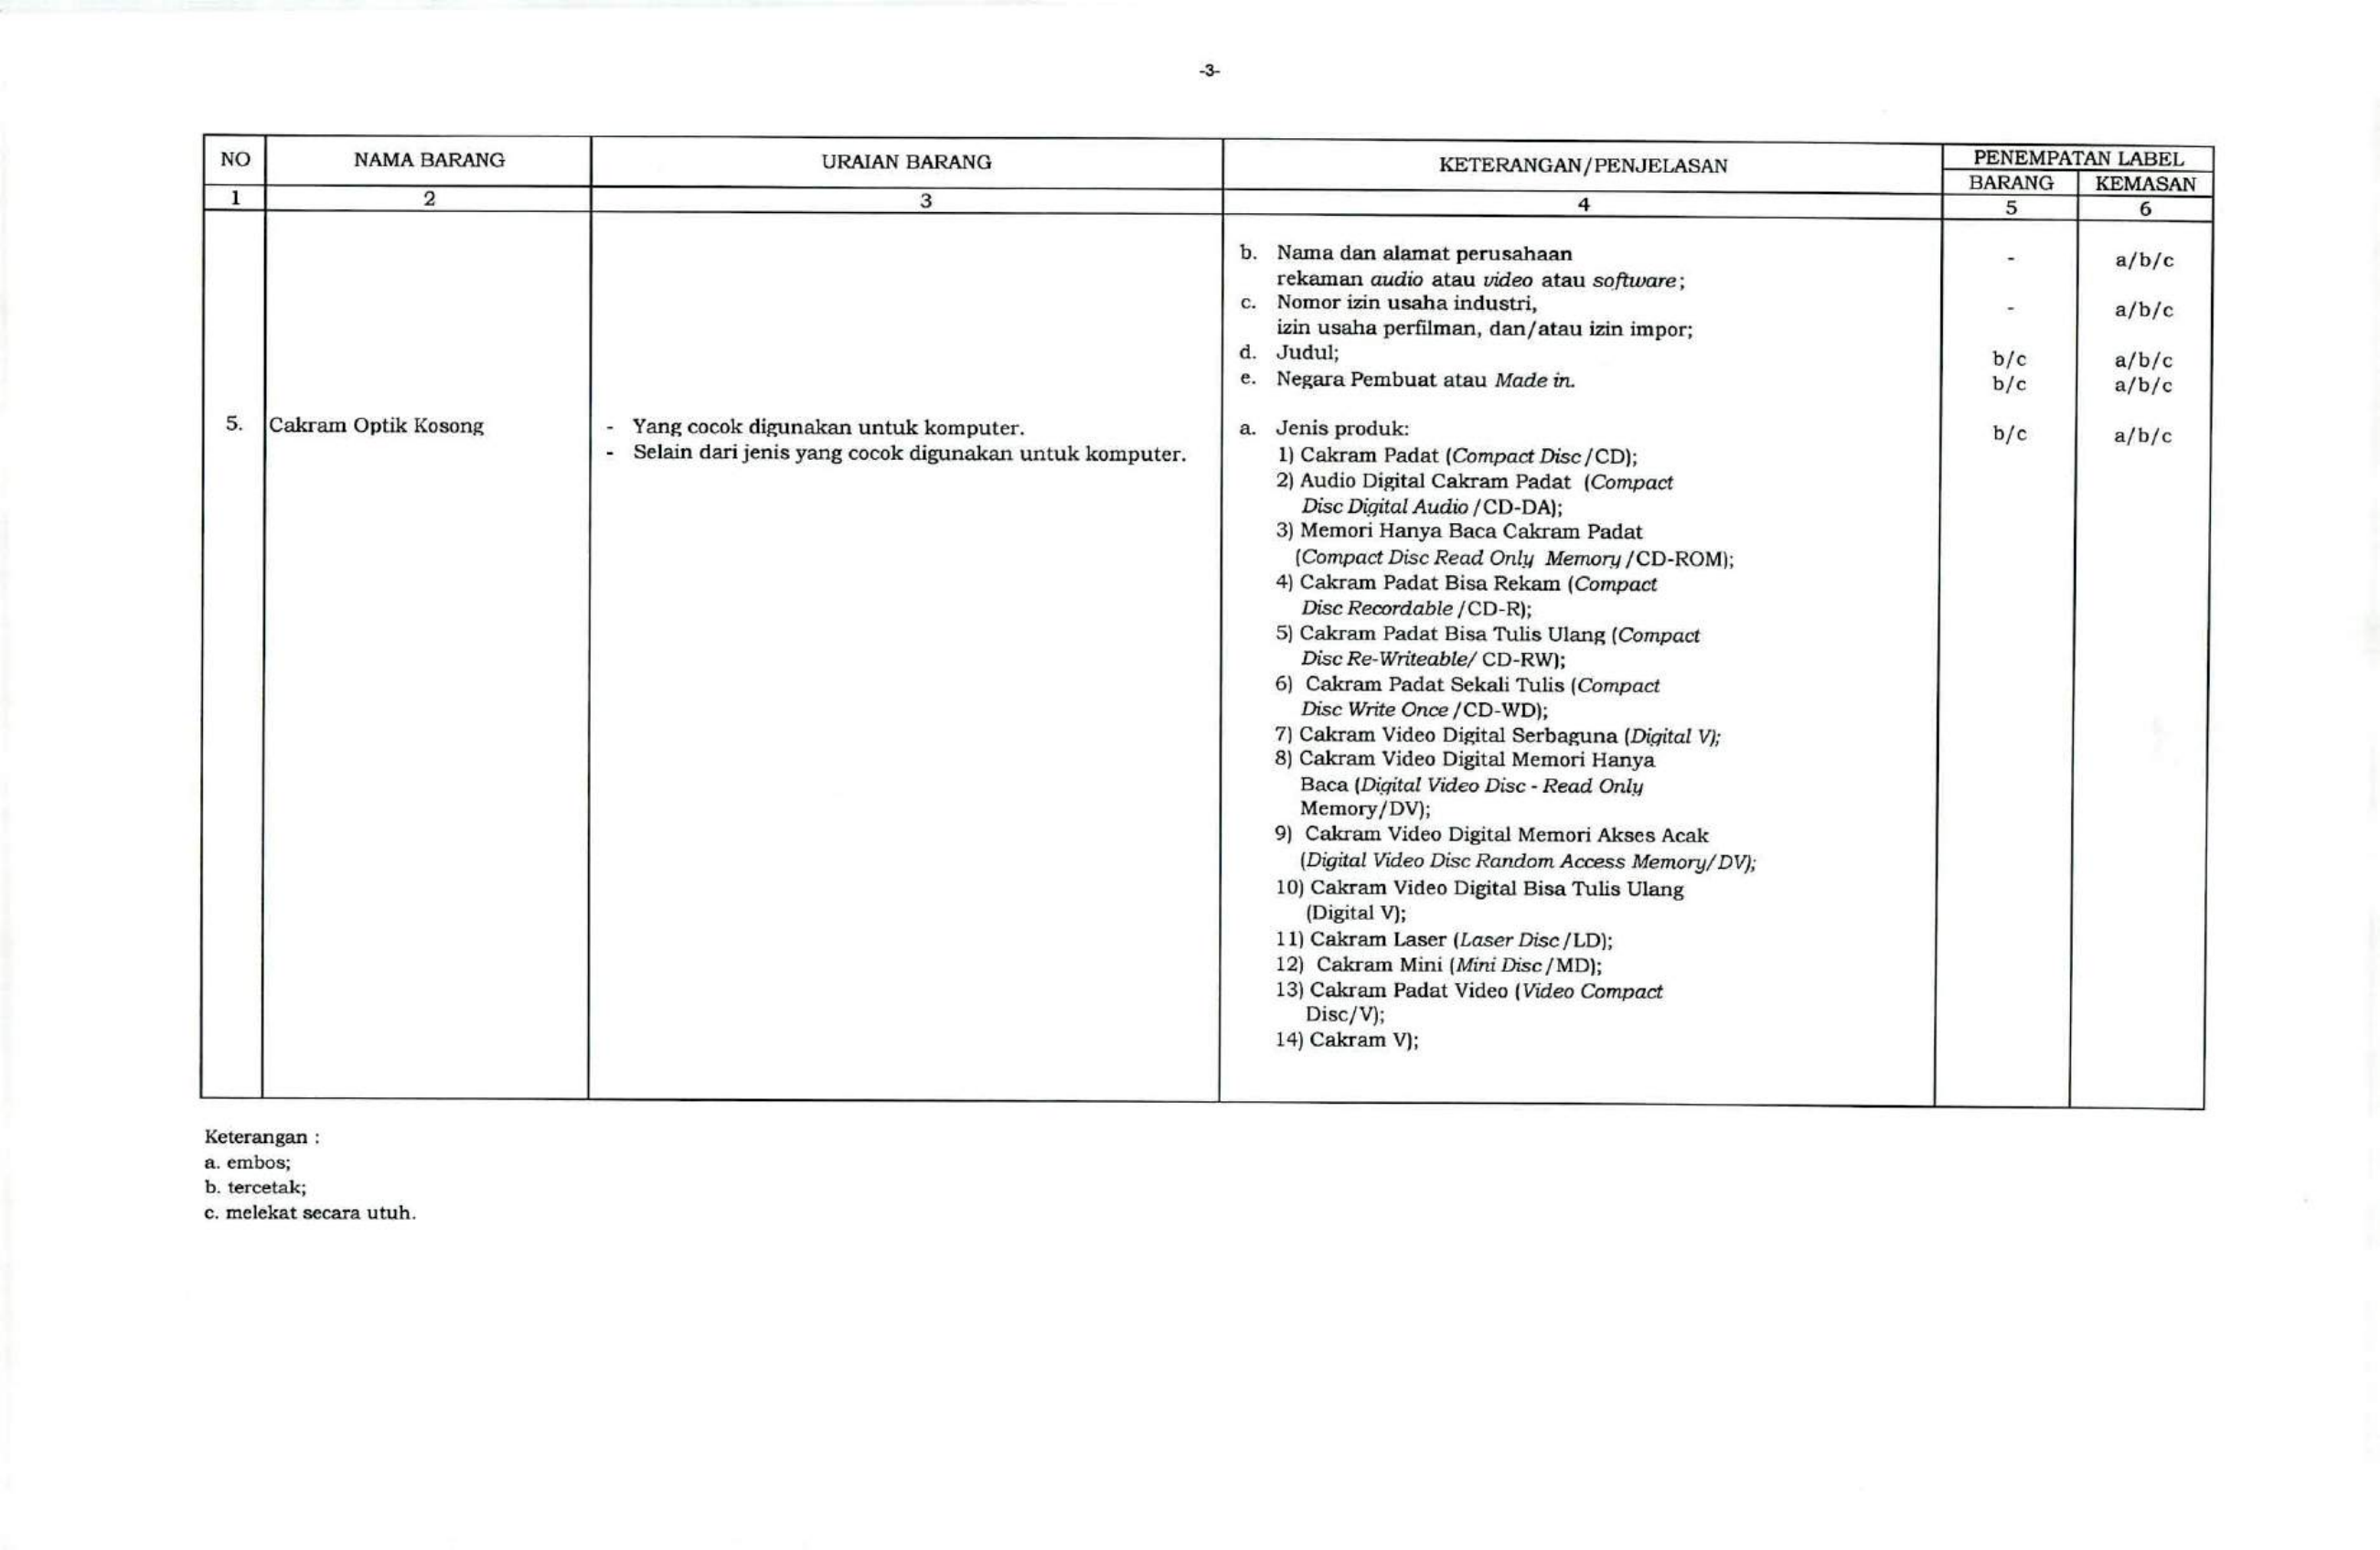 -3-
NO NAMA BARANG URAIAN BARANG KETERANGAN/PENJELASAN PENEMPATAN LABEL
BARANG KEMASAN
1 2 3 4 5 6
b. Nama dan alamat perusahaan - a/b/c
rekaman audio atau video atau software;
c. Nomor izin usaha industri, - a/b/c
izin usaha perfilman, dan/atau izin impor;
d. Judul; b/c a/b/c
e. Negara Pembuat atau Made in. b/c a/b/c
5. Cakram Optik Kosong - Yang cocok digunakan untuk komputer. a. Jenis produk: b/c a/b/c
- Selain dari jenis yang cocok digunakan untuk komputer. 1) Cakram Padat (Compact Disc/CD);
2) Audio Digital Cakram Padat (Compact
Disc Digital Audio/CD-DA);
3) Memori Hanya Baca Cakram Padat
(Compact Disc Read Only Memory/CD-ROM);
4) Cakram Padat Bisa Rekam (Compact
Disc Recordable/CD-R);
5) Cakram Padat Bisa Tulis Ulang (Compact
Disc Re-Writeable/ CD-RW);
6) Cakram Padat Sekali Tulis (Compact
Disc Write Once/CD-WD);
7) Cakram Video Digital Serbaguna (Digital V);
8) Cakram Video Digital Memori Hanya
Baca (Digital Video Disc - Read Only
Memory/DV);
9) Cakram Video Digital Memori Akses Acak
(Digital Video Disc Random Access Memory/DV);
10) Cakram Video Digital Bisa Tulis Ulang
(Digital V);
11) Cakram Laser (Laser Disc/LD);
12) Cakram Mini (Mini Disc/MD);
13) Cakram Padat Video (Video Compact
Disc/V);
14) Cakram V);
Keterangan :
a. embos;
b. tercetak;
c. melekat secara utuh.